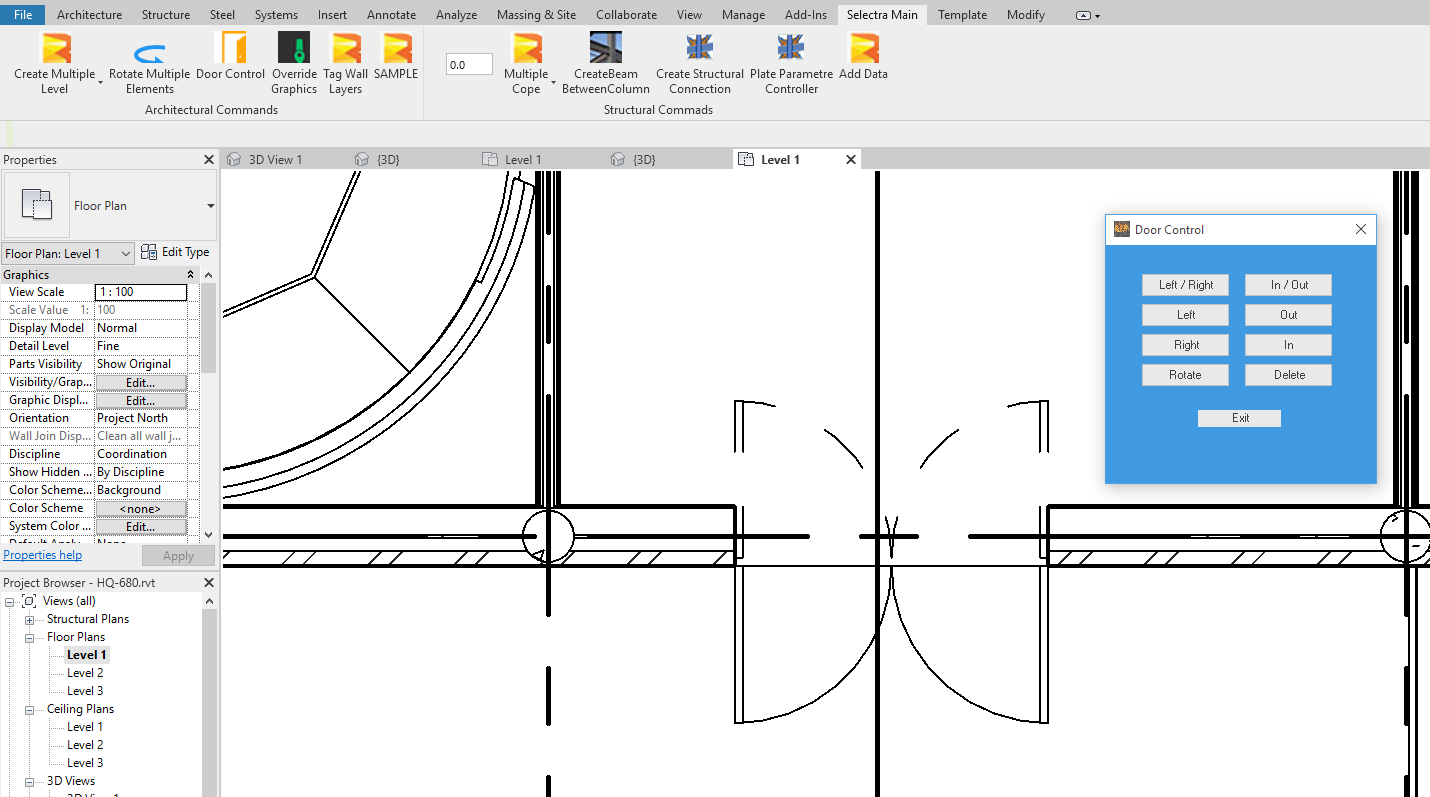 File Architecture Structure Steel Systems Insert Annotate Analyze Massing & Site Collaborate View Manage Add-Ins Selectra Main Template Modify
Create Multiple Level
Rotate Multiple Elements
Door Control
Override Graphics
Tag Wall Layers
SAMPLE
Architectural Commands
0.0
Multiple Cope
CreateBeam BetweenColumn
Create Structural Connection
Plate Parametre Controller
Add Data
Structural Commads
Properties
3D View 1
{3D}
Level 1
{3D}
Level 1
Floor Plan
Floor Plan: Level 1
Edit Type
Graphics
View Scale 1 : 100
Scale Value 1: 100
Display Model Normal
Detail Level Fine
Parts Visibility Show Original
Visibility/Grap... Edit...
Graphic Displ... Edit...
Orientation Project North
Wall Join Disp... Clean all wall j...
Discipline Coordination
Show Hidden ... By Discipline
Color Scheme... Background
Color Scheme <none>
System Color ... Edit...
Properties help
Apply
Project Browser - HQ-680.rvt
Views (all)
Structural Plans
Floor Plans
Level 1
Level 2
Level 3
Ceiling Plans
Level 1
Level 2
Level 3
3D Views
Door Control
Left / Right
In / Out
Left
Out
Right
In
Rotate
Delete
Exit